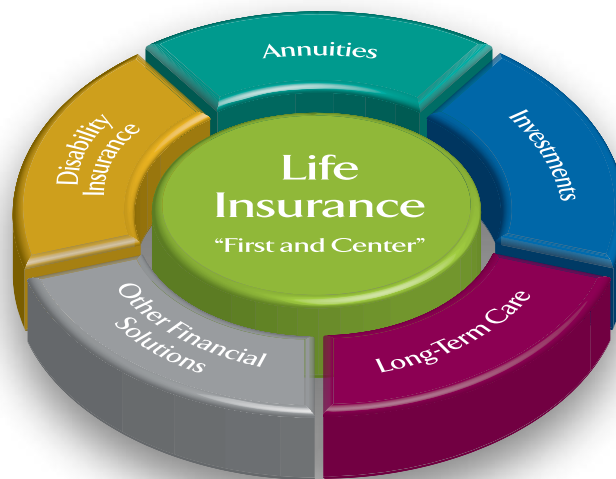 Annuities
Disability
Insurance
Investments
Life
Insurance
“First and Center”
Other Financial
Solutions
Long-Term Care